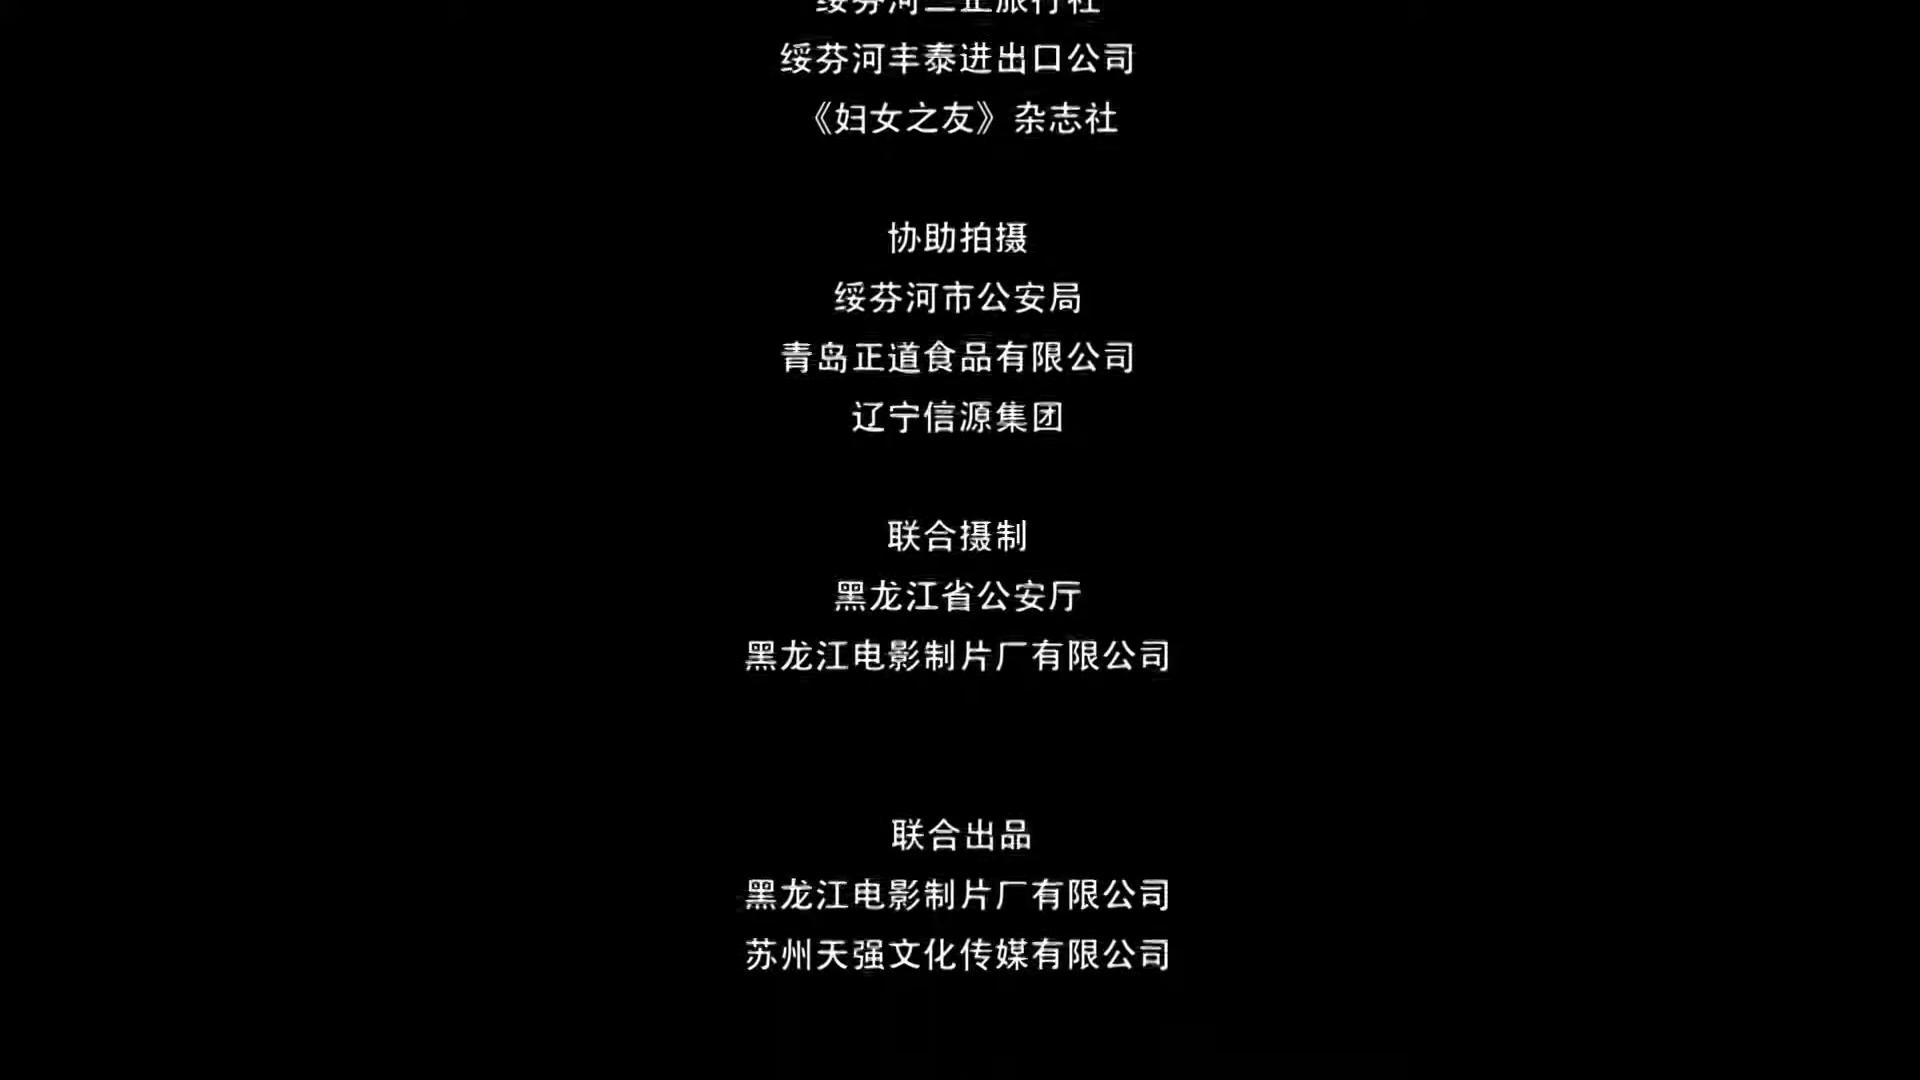 绥芬河丰泰进出口公司
《妇女之友》杂志社
协助拍摄
绥芬河市公安局
青岛正道食品有限公司
辽宁信源集团
联合摄制
黑龙江省公安厅
黑龙江电影制片厂有限公司
联合出品
黑龙江电影制片厂有限公司
苏州天强文化传媒有限公司